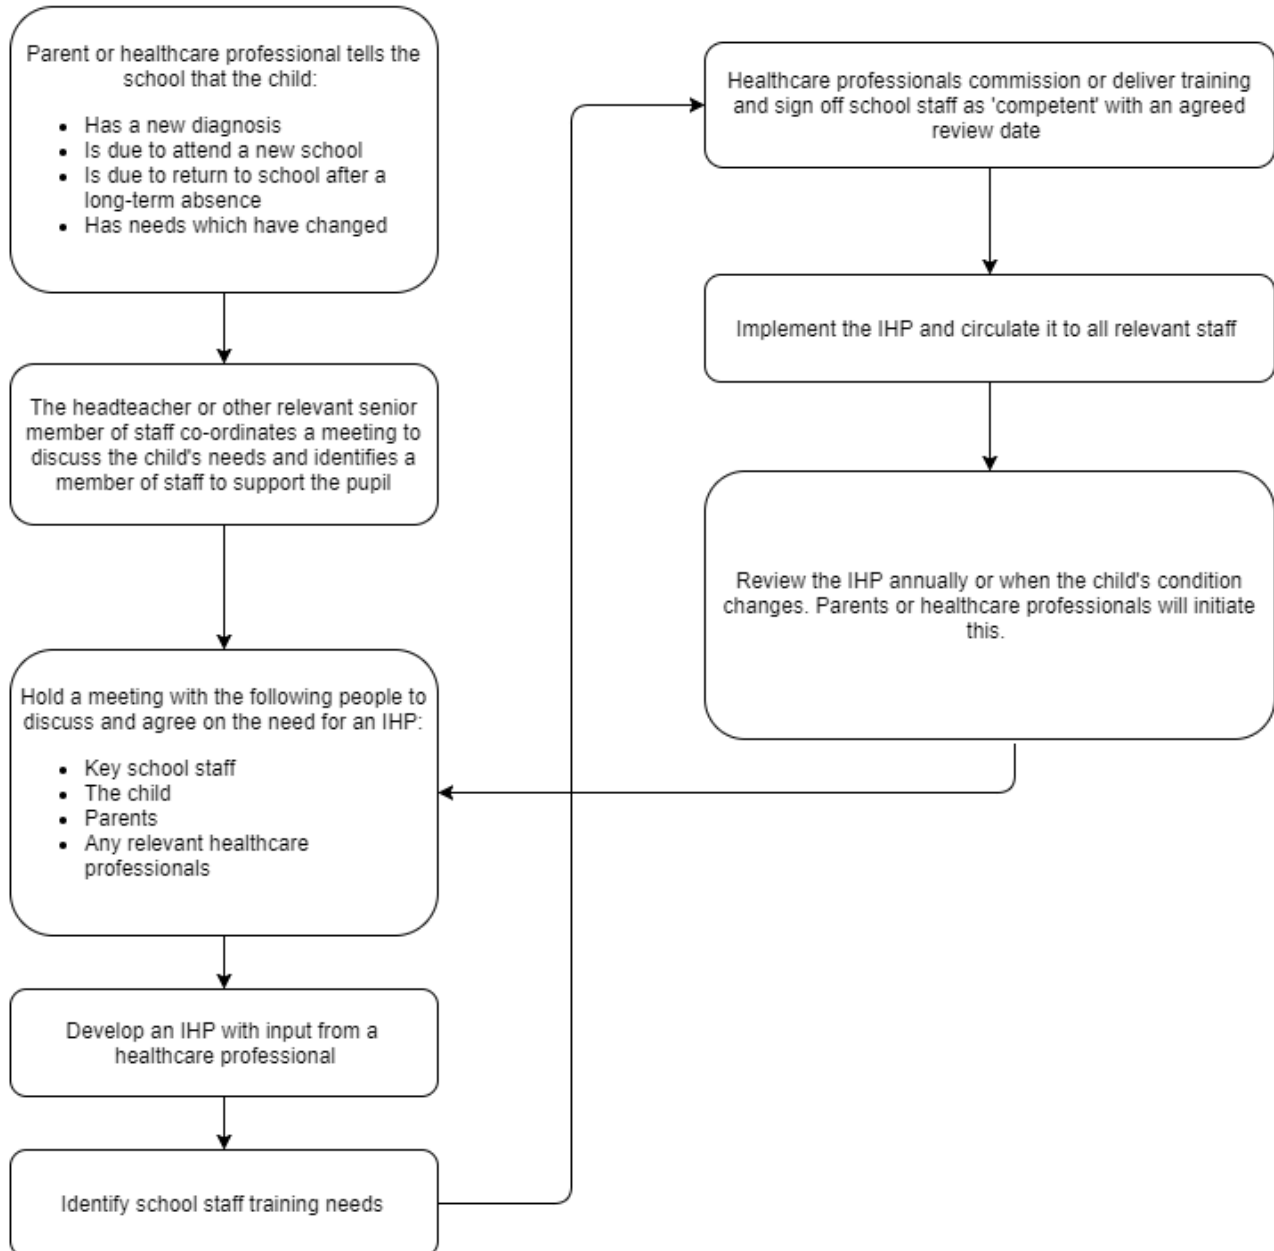 Parent or healthcare professional tells the
school that the child:
• Has a new diagnosis
• Is due to attend a new school
• Is due to return to school after a
long-term absence
• Has needs which have changed
The headteacher or other relevant senior
member of staff co-ordinates a meeting to
discuss the child's needs and identifies a
member of staff to support the pupil
Hold a meeting with the following people to
discuss and agree on the need for an IHP:
• Key school staff
• The child
• Parents
• Any relevant healthcare
professionals
Develop an IHP with input from a
healthcare professional
Identify school staff training needs
Healthcare professionals commission or deliver training
and sign off school staff as 'competent' with an agreed
review date
Implement the IHP and circulate it to all relevant staff
Review the IHP annually or when the child's condition
changes. Parents or healthcare professionals will initiate
this.